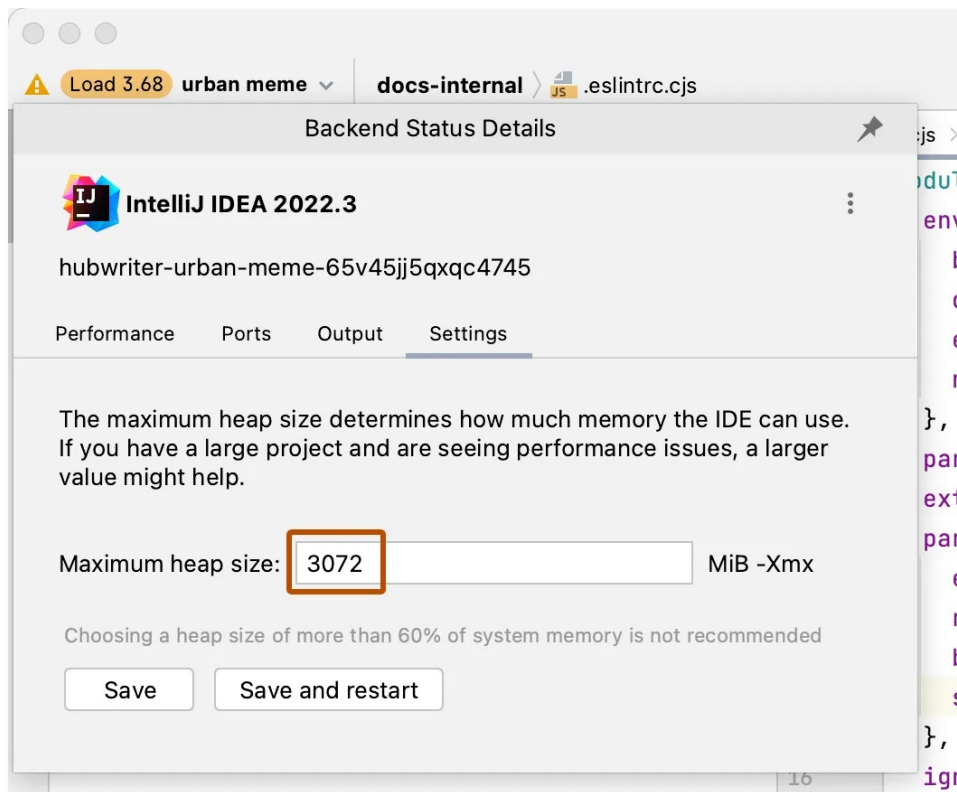 Load 3.68 urban meme docs-internal .eslintrc.cjs
JS
Backend Status Details
IJ
IntelliJ IDEA 2022.3
hubwriter-urban-meme-65v45jj5qxqc4745
Performance Ports Output Settings
The maximum heap size determines how much memory the IDE can use.
If you have a large project and are seeing performance issues, a larger
value might help.
Maximum heap size: 3072 MiB -Xmx
Choosing a heap size of more than 60% of system memory is not recommended
Save Save and restart
},
},
16